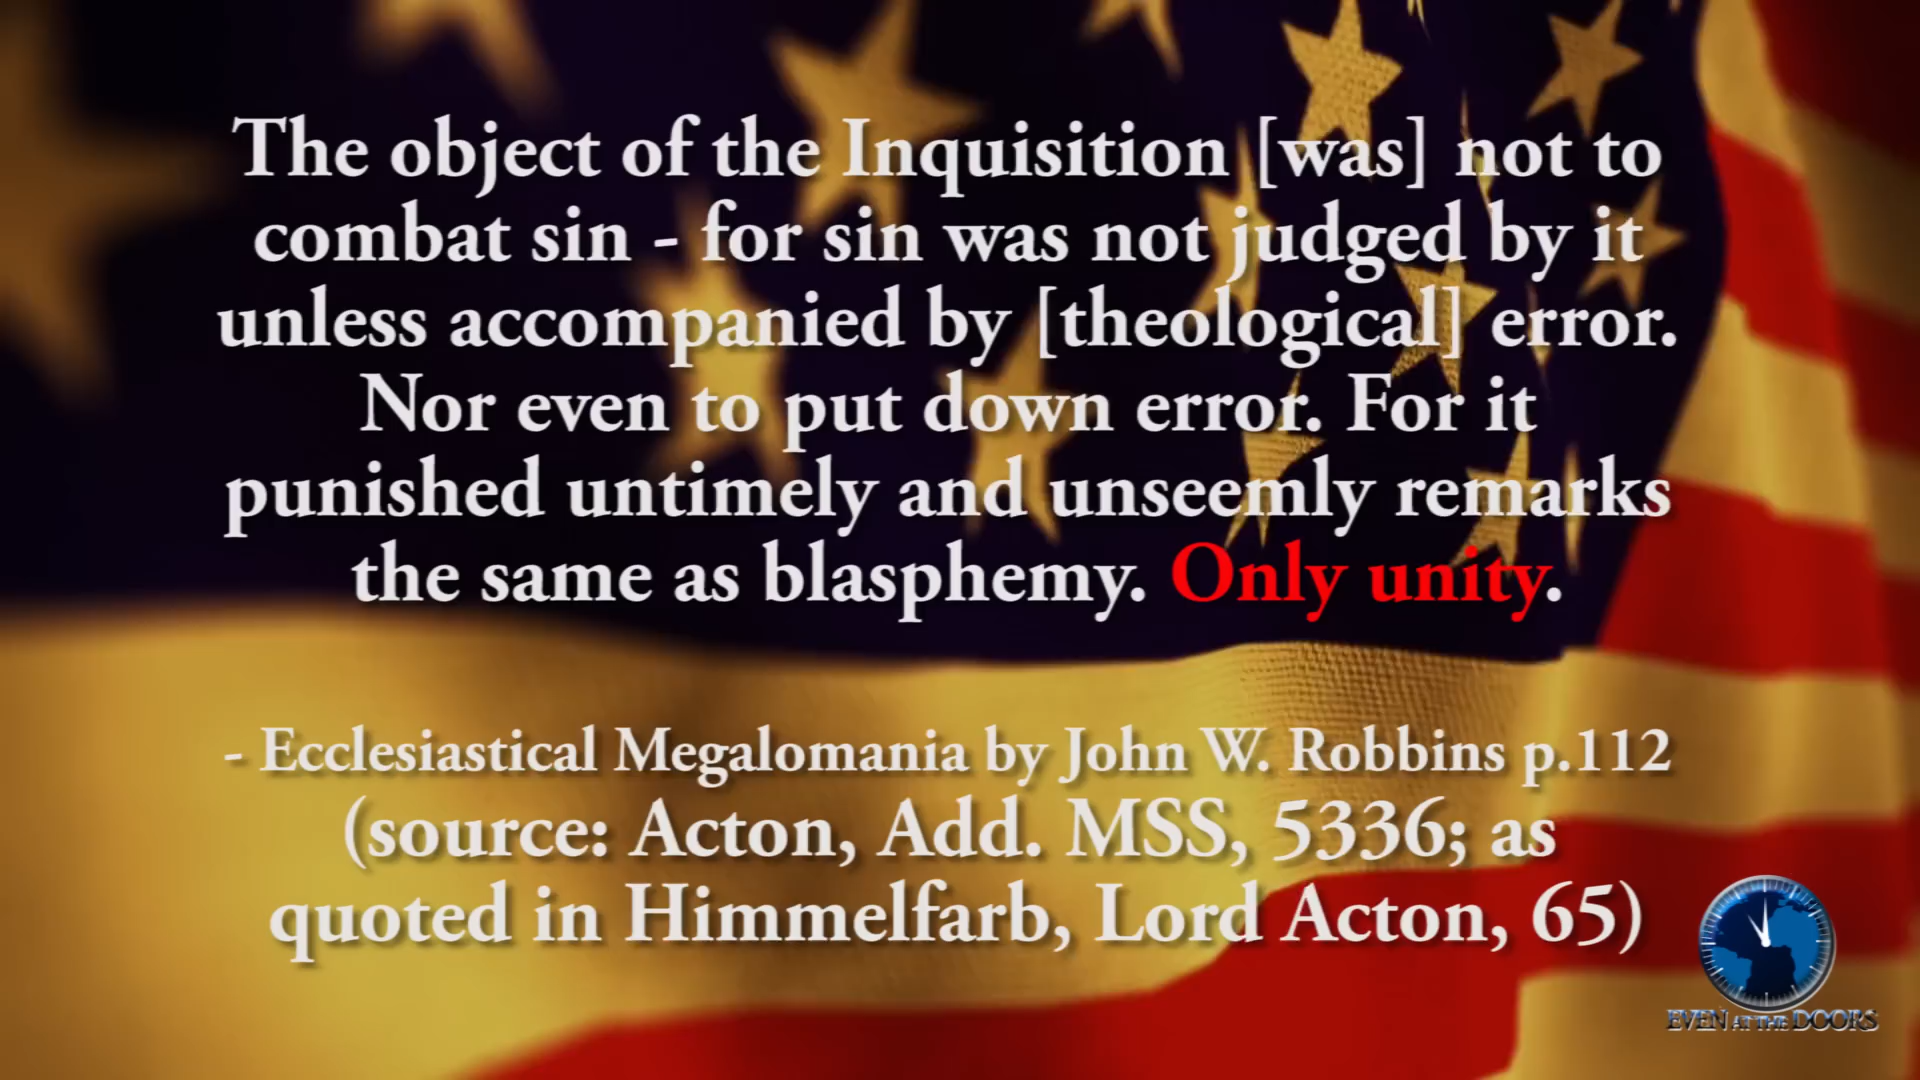 The object of the Inquisition [was] not to
combat sin - for sin was not judged by it
unless accompanied by [theological] error.
Nor even to put down error. For it
punished untimely and unseemly remarks
the same as blasphemy. Only unity.
- Ecclesiastical Megalomania by John W. Robbins p.112
(source: Acton, Add. MSS, 5336; as
quoted in Himmelfarb, Lord Acton, 65)
EVEN AT THE DOORS